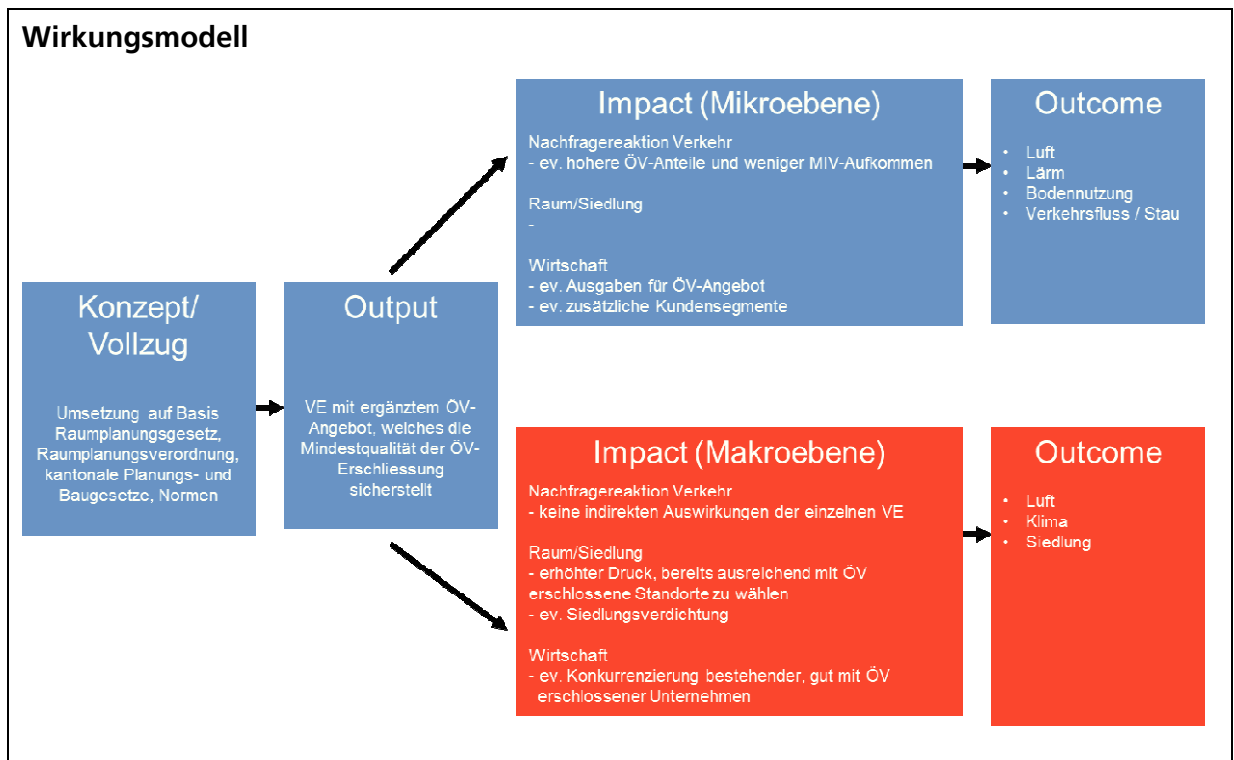 Wirkungsmodell
Konzept/
Vollzug
Umsetzung auf Basis
Raumplanungsgesetz,
Raumplanungsverordnung,
kantonale Planungs- und
Baugesetze, Normen
Output
VE mit ergänztem ÖV-
Angebot, welches die
Mindestqualität der ÖV-
Erschliessung
sicherstellt
Impact (Mikroebene)
Nachfragereaktion Verkehr
- ev. höhere ÖV-Anteile und weniger MIV-Aufkommen
Raum/Siedlung
-
Wirtschaft
- ev. Ausgaben für ÖV-Angebot
- ev. zusätzliche Kundensegmente
Outcome
• Luft
• Lärm
• Bodennutzung
• Verkehrsfluss / Stau
Impact (Makroebene)
Nachfragereaktion Verkehr
- keine indirekten Auswirkungen der einzelnen VE
Raum/Siedlung
- erhöhter Druck, bereits ausreichend mit ÖV
erschlossene Standorte zu wählen
- ev. Siedlungsverdichtung
Wirtschaft
- ev. Konkurrenzierung bestehender, gut mit ÖV
erschlossener Unternehmen
Outcome
• Luft
• Klima
• Siedlung